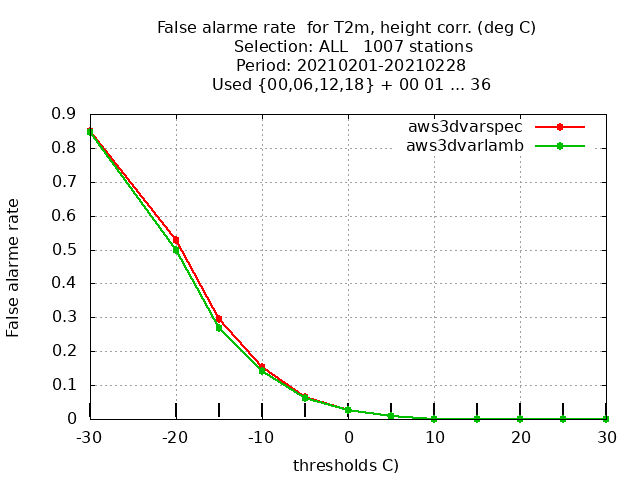 False alarme rate  for T2m, height corr. (deg C)
Selection: ALL   1007 stations
Period: 20210201-20210228
Used {00,06,12,18} + 00 01 ... 36
aws3dvarspec
aws3dvarlamb
False alarme rate
0.9
0.8
0.7
0.6
0.5
0.4
0.3
0.2
0.1
0
-30 -20 -10 0 10 20 30
thresholds C)